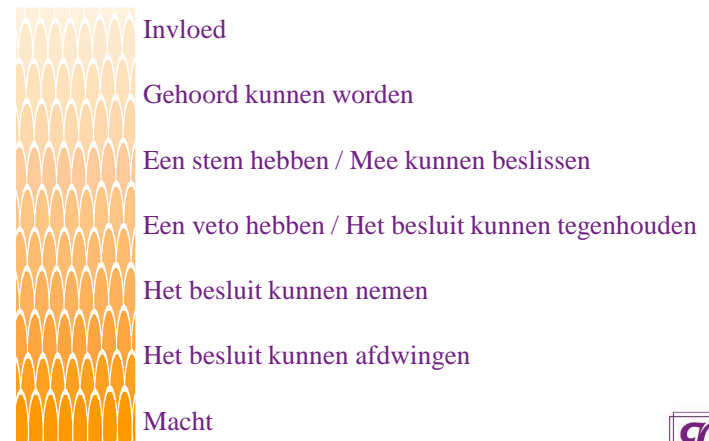 Invloed
Gehoord kunnen worden
Een stem hebben / Mee kunnen beslissen
Een veto hebben / Het besluit kunnen tegenhouden
Het besluit kunnen nemen
Het besluit kunnen afdwingen
Macht